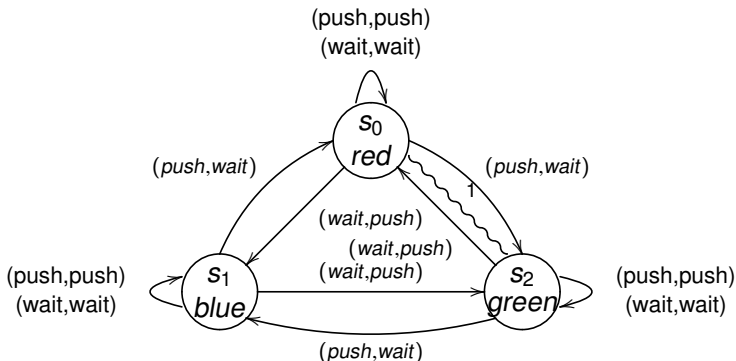 (push,push)
(wait,wait)
s0
red
(push,wait)
(push,wait)
1
(wait,push)
(wait,push)
(wait,push)
(push,push)
(wait,wait)
s1
blue
s2
green
(push,push)
(wait,wait)
(push,wait)